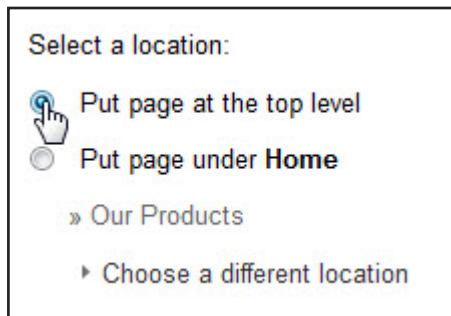 Select a location:
Put page at the top level
Put page under Home
» Our Products
Choose a different location